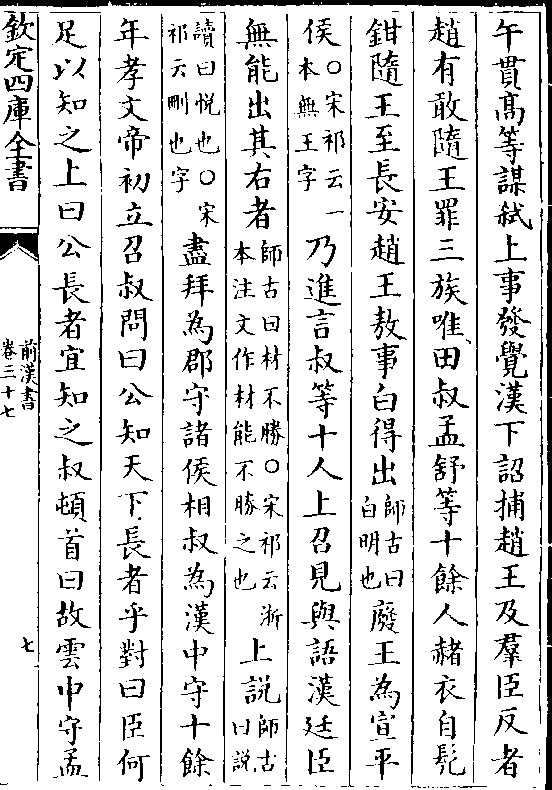 午貫高等謀弑上事發覺漢下詔捕趙王及羣臣反者
趙有敢隨王罪三族唯田叔孟舒等十餘人赭衣自髠
鉗隨王至長安趙王敖事白得出師古曰白明也廢王為宣平
侯○宋祁云一本無王字乃進言叔等十人上召見與語漢廷臣
無能出其右者師古曰材不勝○宋祁云浙本注文作材能不勝之也上說師古曰說
讀曰悦也○宋祁云刪也字盡拜為郡守諸侯相叔為漢中守十餘
年孝文帝初立召叔問曰公知天下長者乎對曰臣何
足以知之上曰公長者宜知之叔頓首曰故雲中守孟
欽定四庫全書
前漢書
卷三十七
七